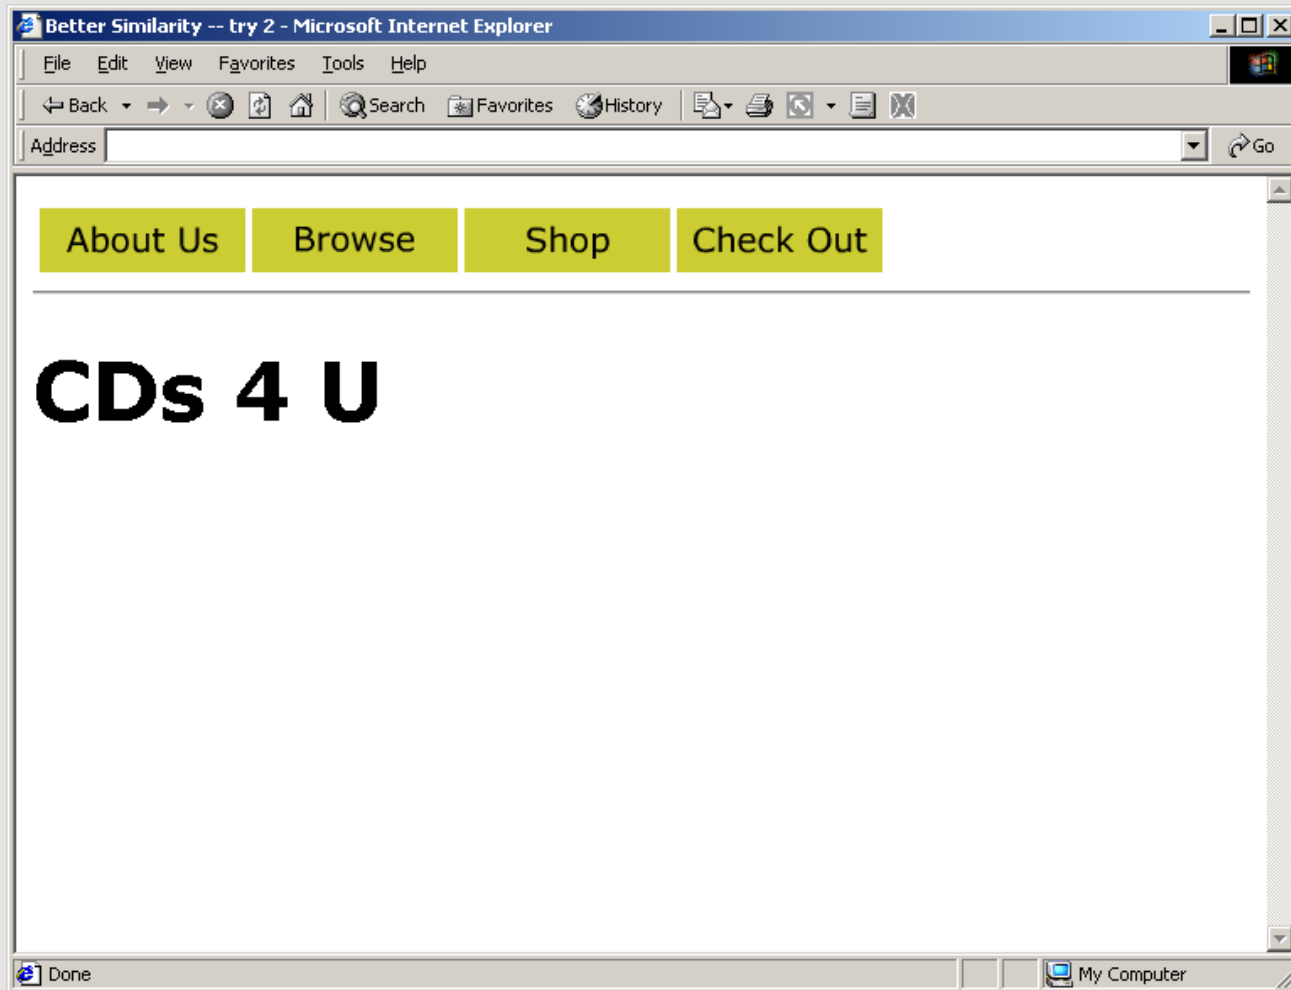 Better Similarity -- try 2 - Microsoft Internet Explorer
File Edit View Favorites Tools Help
Back Search Favorites History
Address Go
About Us Browse Shop Check Out
CDs 4 U
Done My Computer